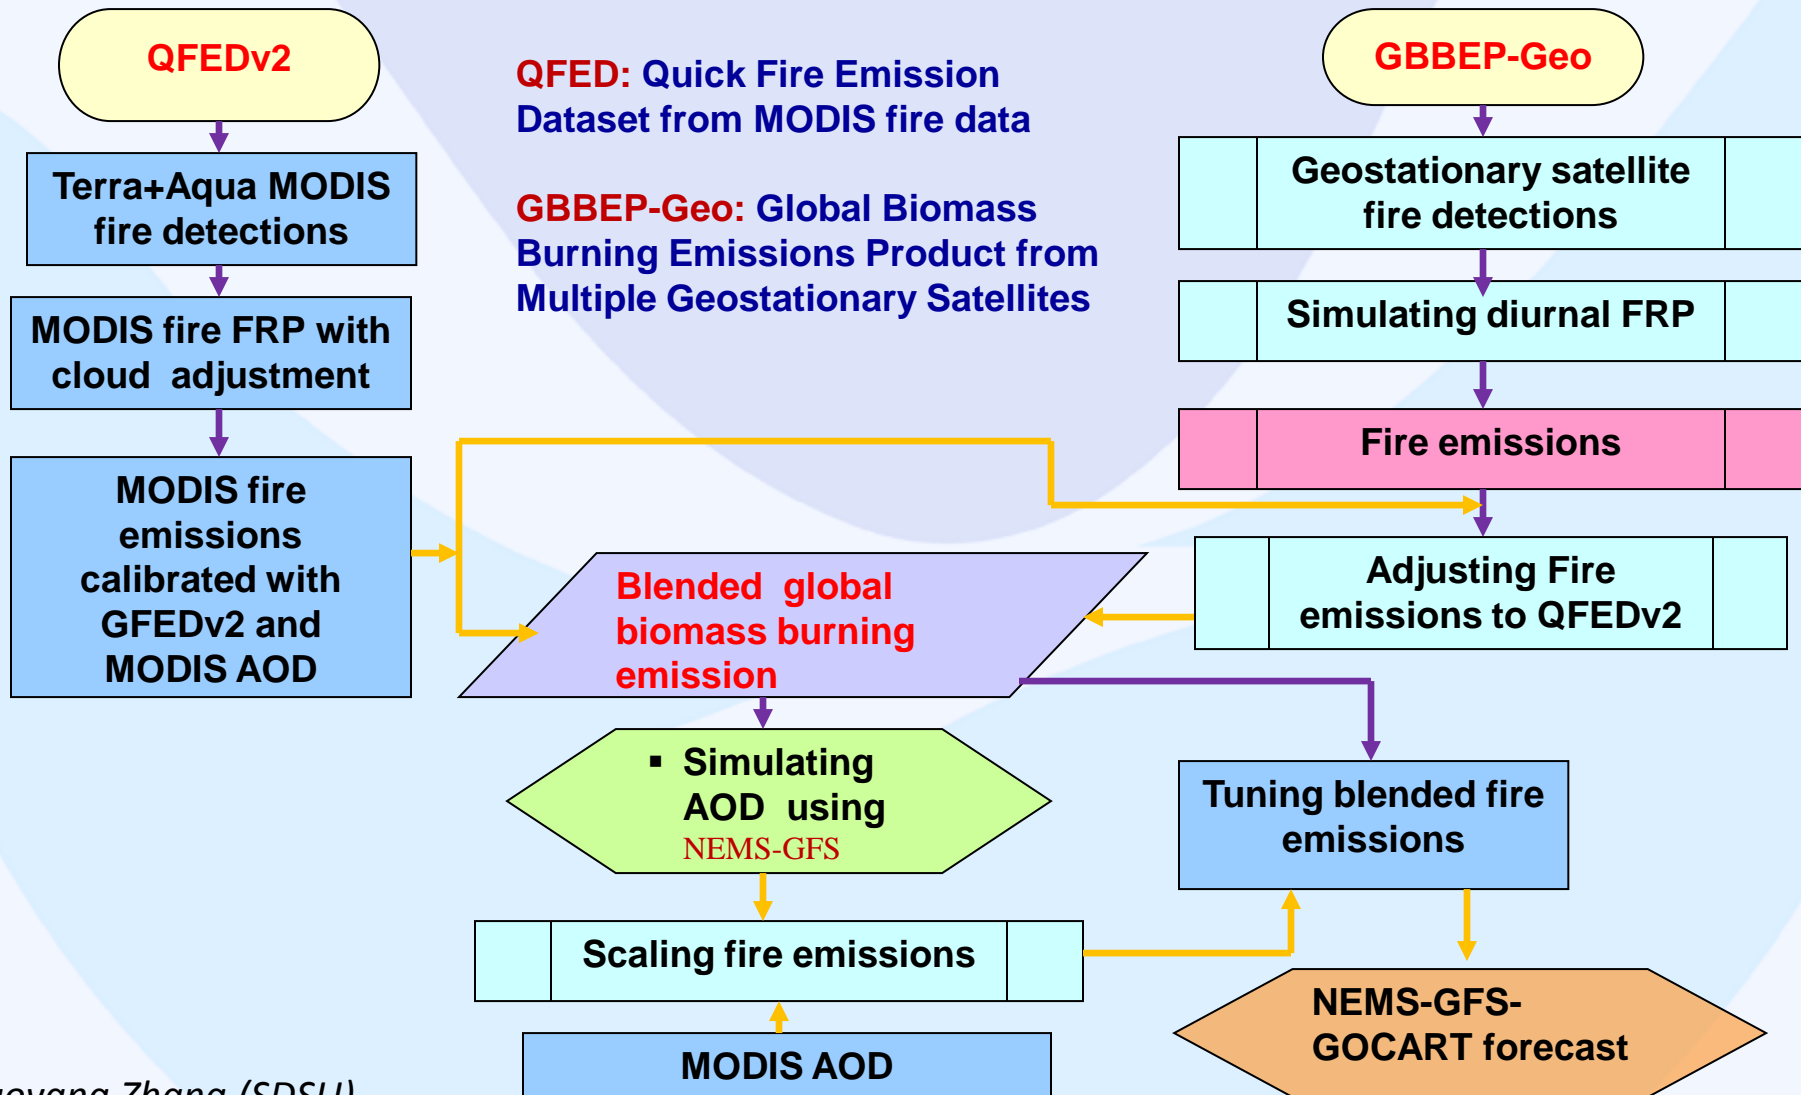 QFEDv2
Terra+Aqua MODIS
fire detections
MODIS fire FRP with
cloud adjustment
MODIS fire
emissions
calibrated with
GFEDv2 and
MODIS AOD
QFED: Quick Fire Emission
Dataset from MODIS fire data
GBBEP-Geo: Global Biomass
Burning Emissions Product from
Multiple Geostationary Satellites
GBBEP-Geo
Geostationary satellite
fire detections
Simulating diurnal FRP
Fire emissions
Adjusting Fire
emissions to QFEDv2
Blended global
biomass burning
emission
▪ Simulating
AOD using
NEMS-GFS
Scaling fire emissions
MODIS AOD
Tuning blended fire
emissions
NEMS-GFS-
GOCART forecast
Zhang (SDSU)